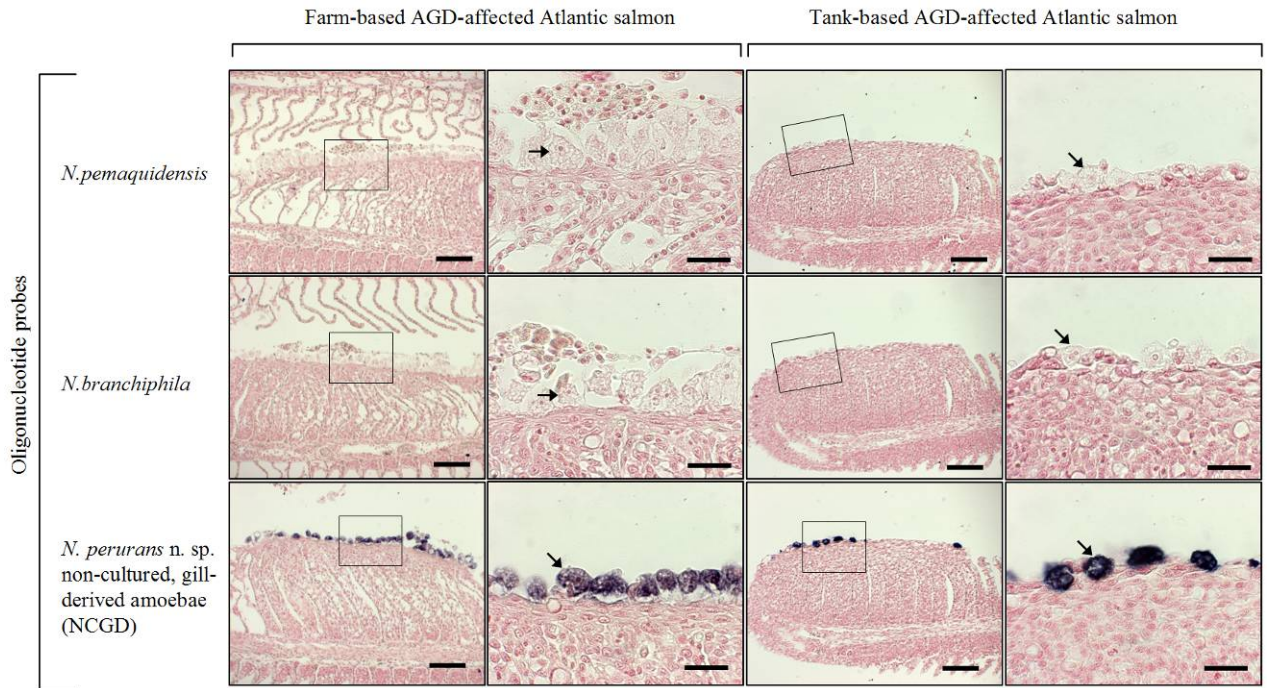 Farm-based AGD-affected Atlantic salmon
Tank-based AGD-affected Atlantic salmon
Oligonucleotide probes
N.pemaquidensis
N.branchiphila
N. perurans n. sp.
non-cultured, gill-
derived amoebae
(NCGD)